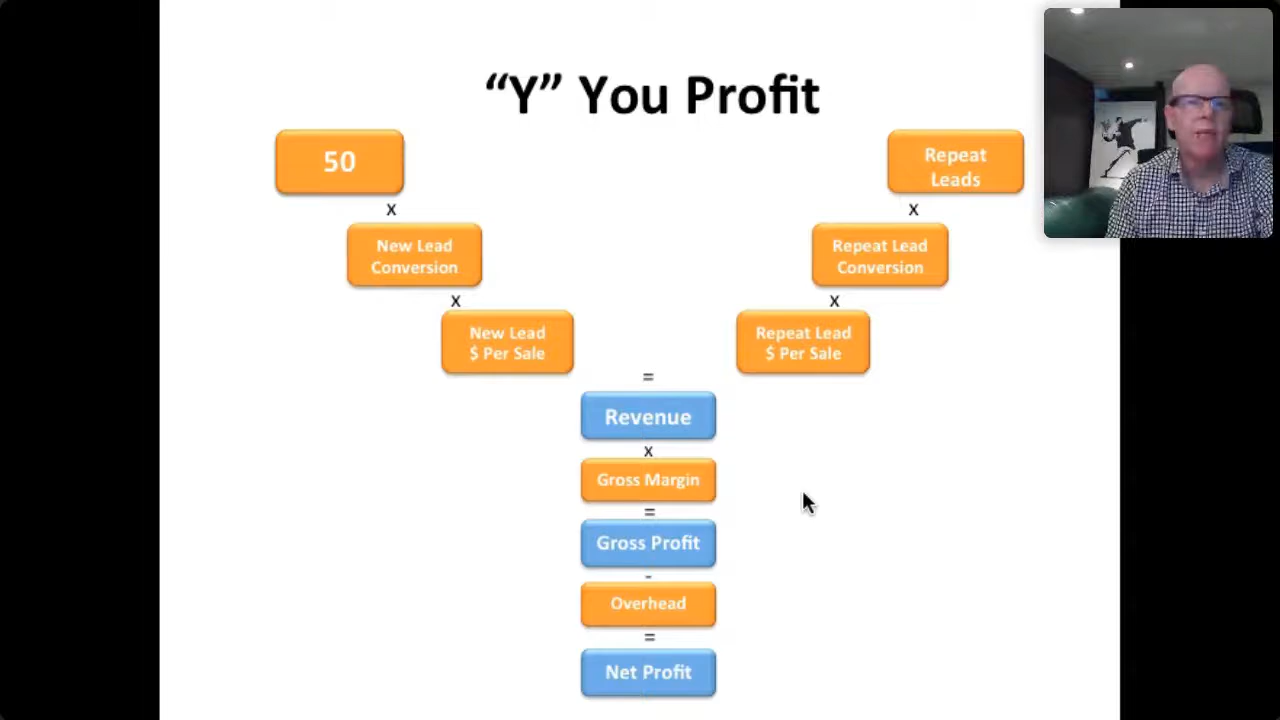 “Y” You Profit
50
Repeat
Leads
x
x
New Lead
Conversion
Repeat Lead
Conversion
x
x
New Lead
$ Per Sale
Repeat Lead
$ Per Sale
=
Revenue
x
Gross Margin
=
Gross Profit
-
Overhead
=
Net Profit